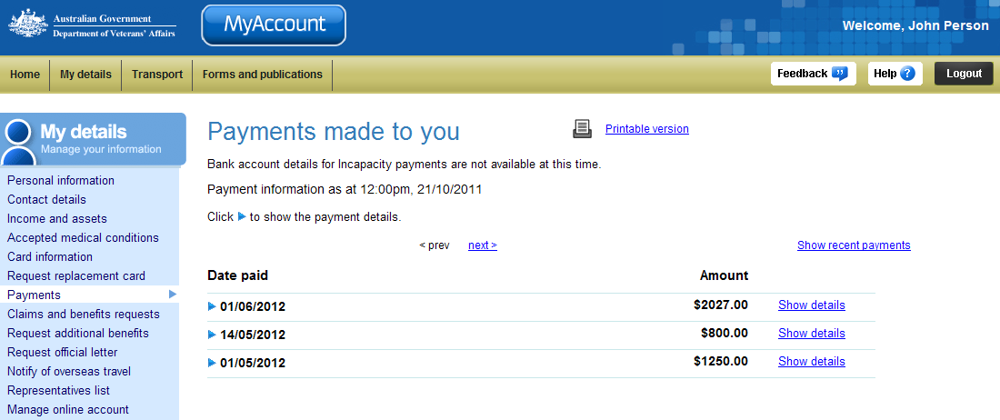 Australian Government
Department of Veterans' Affairs
MyAccount
Welcome, John Person
Home
My details
Transport
Forms and publications
Feedback
Help ?
Logout
My details
Manage your information
Personal information
Contact details
Income and assets
Accepted medical conditions
Card information
Request replacement card
Payments
Claims and benefits requests
Request additional benefits
Request official letter
Notify of overseas travel
Representatives list
Manage online account
Payments made to you
Printable version
Bank account details for Incapacity payments are not available at this time.
Payment information as at 12:00pm, 21/10/2011
Click to show the payment details.
< prev next > Show recent payments
Date paid Amount
01/06/2012 $2027.00 Show details
14/05/2012 $800.00 Show details
01/05/2012 $1250.00 Show details